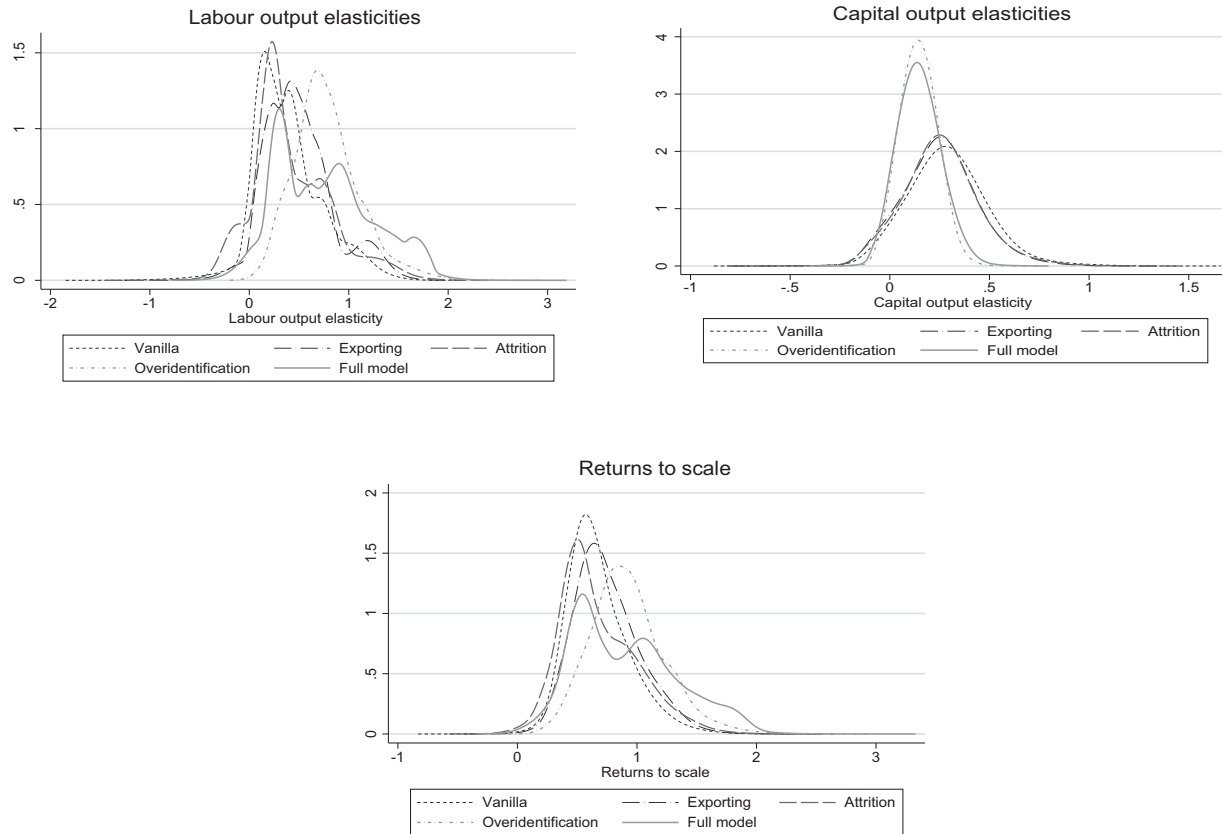 Labour output elasticities
1.5
1
.5
0
-2 -1 0 1 2 3
Labour output elasticity
Vanilla Exporting Attrition
Overidentification Full model
Capital output elasticities
4
3
2
1
0
-1 -.5 0 .5 1 1.5
Capital output elasticity
Vanilla Exporting Attrition
Overidentification Full model
Returns to scale
2
1.5
1
.5
0
-1 0 1 2 3
Returns to scale
Vanilla Exporting Attrition
Overidentification Full model